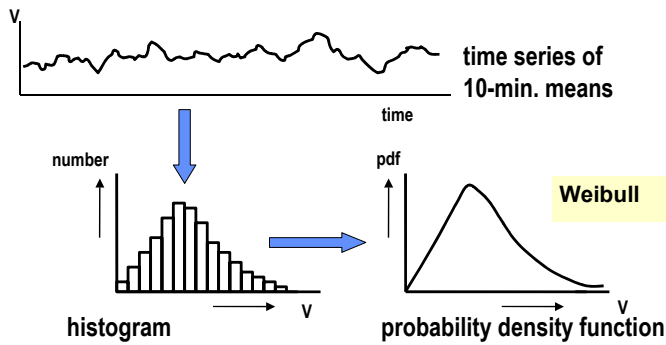 V
time series of
10-min. means
time
number
pdf
Weibull
V
V
histogram
probability density function